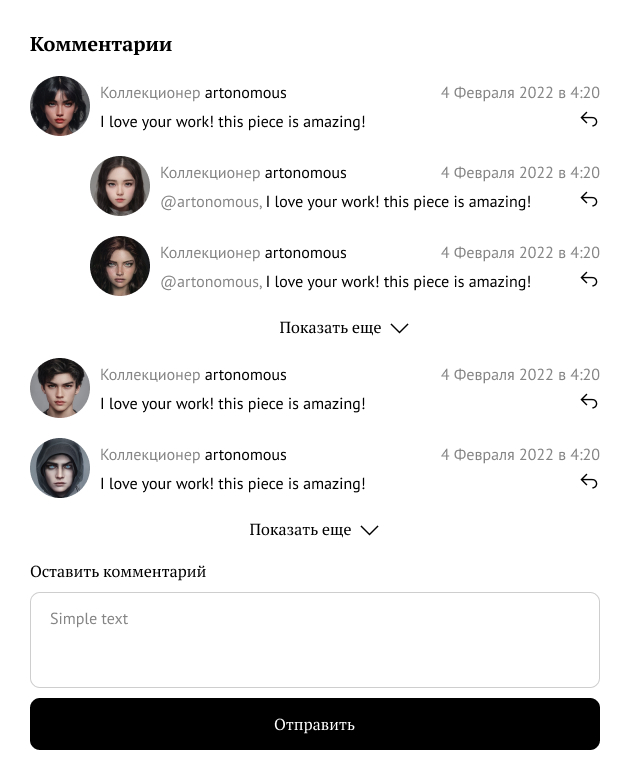 Комментарии
Коллекционер artonomous 4 Февраля 2022 в 4:20
I love your work! this piece is amazing!
Коллекционер artonomous 4 Февраля 2022 в 4:20
@artonomous, I love your work! this piece is amazing!
Коллекционер artonomous 4 Февраля 2022 в 4:20
@artonomous, I love your work! this piece is amazing!
Показать еще
Коллекционер artonomous 4 Февраля 2022 в 4:20
I love your work! this piece is amazing!
Коллекционер artonomous 4 Февраля 2022 в 4:20
I love your work! this piece is amazing!
Показать еще
Оставить комментарий
Simple text
Отправить